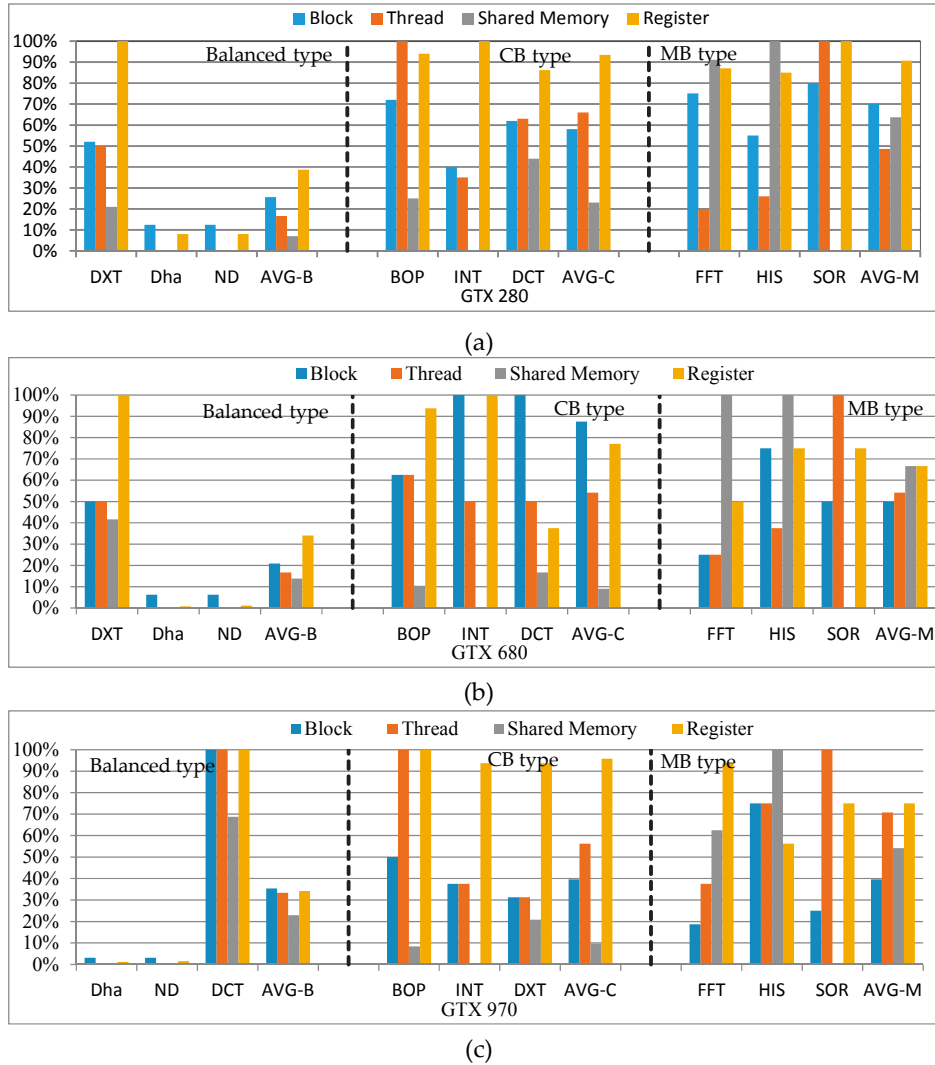 Block Thread Shared Memory Register
Balanced type CB type MB type
100%
90%
80%
70%
60%
50%
40%
30%
20%
10%
0%
DXT Dha ND AVG-B BOP INT DCT AVG-C FFT HIS SOR AVG-M
GTX 280
(a)
Block Thread Shared Memory Register
Balanced type CB type MB type
100%
90%
80%
70%
60%
50%
40%
30%
20%
10%
0%
DXT Dha ND AVG-B BOP INT DCT AVG-C FFT HIS SOR AVG-M
GTX 680
(b)
Block Thread Shared Memory Register
Balanced type CB type MB type
100%
90%
80%
70%
60%
50%
40%
30%
20%
10%
0%
Dha ND DCT AVG-B BOP INT DXT AVG-C FFT HIS SOR AVG-M
GTX 970
(c)